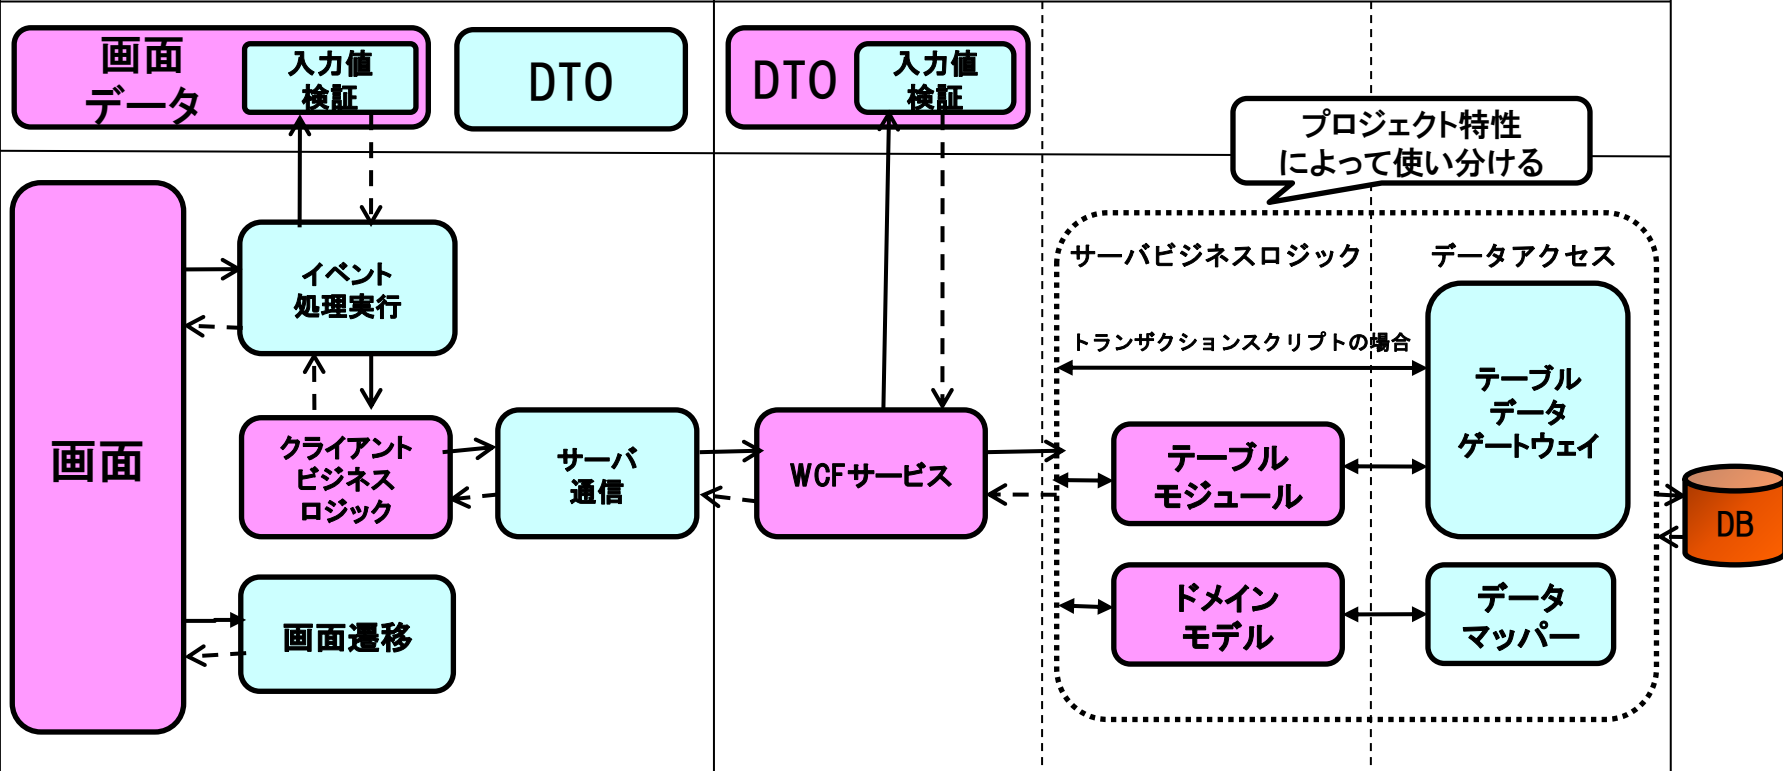 画面
データ
入力値
検証
DTO
DTO
入力値
検証
プロジェクト特性
によって使い分ける
画面
イベント
処理実行
クライアント
ビジネス
ロジック
サーバ
通信
画面遷移
WCFサービス
サーバビジネスロジック
データアクセス
トランザクションスクリプトの場合
テーブル
データ
ゲートウェイ
テーブル
モジュール
ドメイン
モデル
データ
マッパー
DB